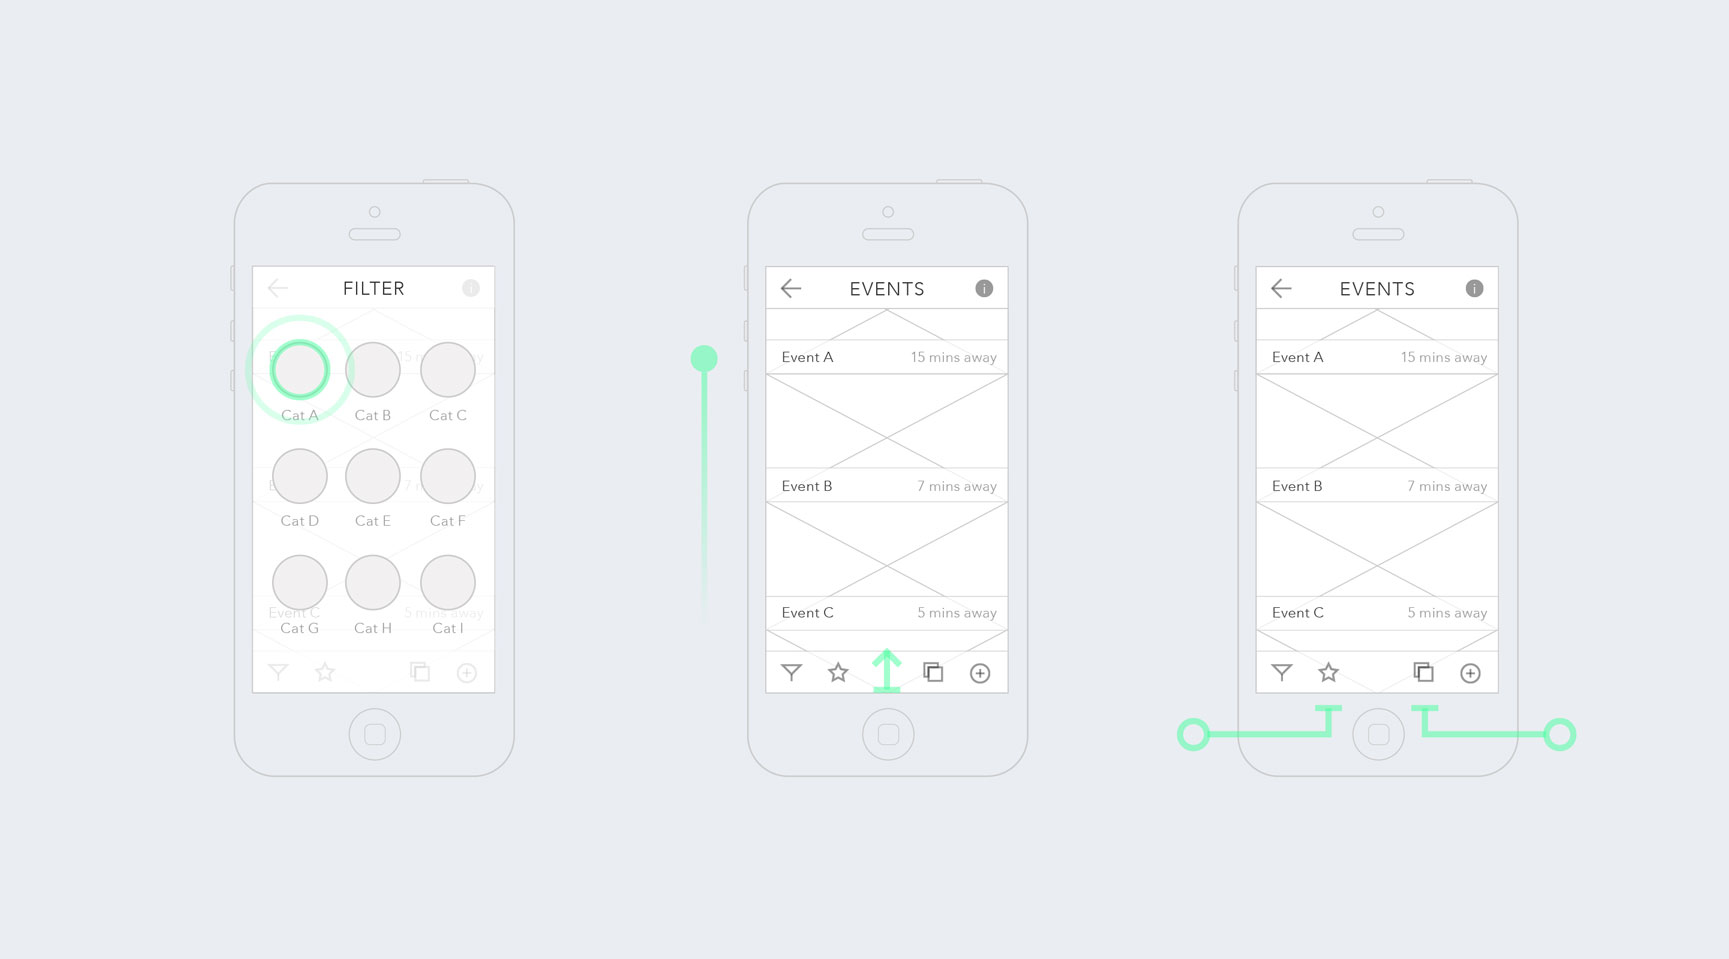 FILTER
i
Cat A
Cat B
Cat C
Cat D
Cat E
Cat F
Event C
5 mins away
Cat G
Cat H
Cat I
EVENTS
i
Event A
15 mins away
Event B
7 mins away
Event C
5 mins away
EVENTS
i
Event A
15 mins away
Event B
7 mins away
Event C
5 mins away